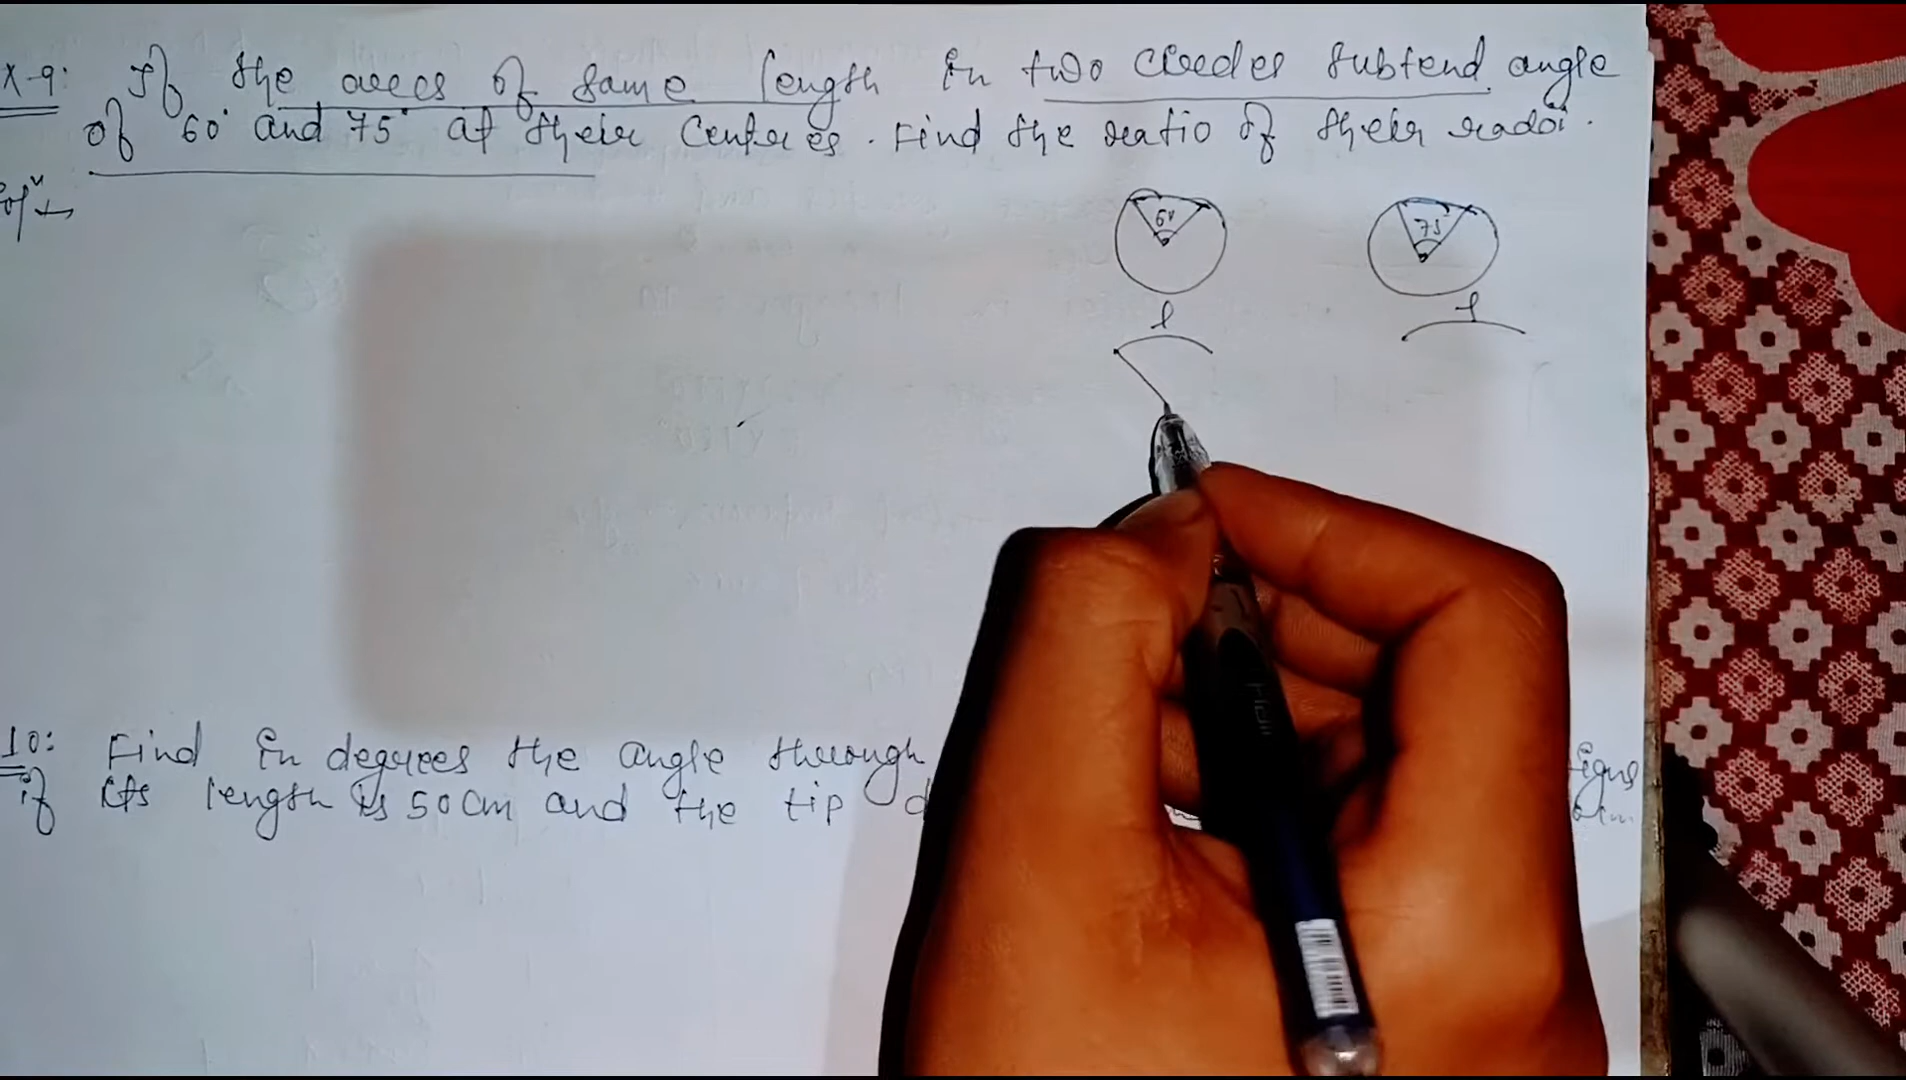 X-9: If the arcs of same length in two circles subtend angle
of 60° and 75° at their centres. Find the ratio of their radii.
Solⁿ
60 75
l l
10: Find in degrees the angle through
if its length is 50cm and the tip d